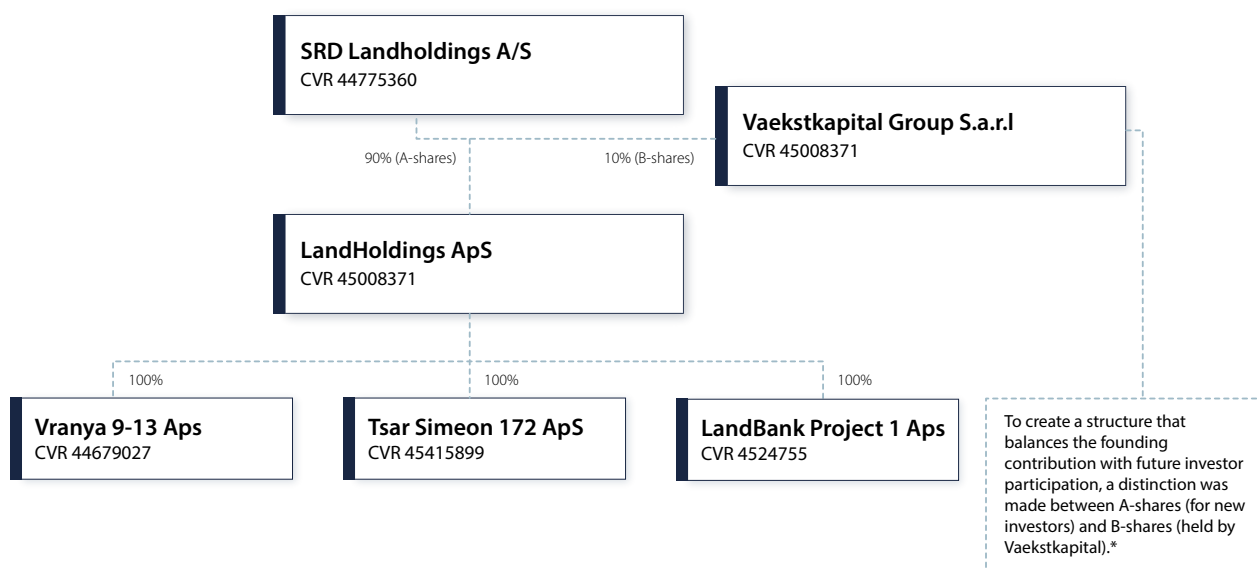 SRD Landholdings A/S
CVR 44775360
Vaekstkapital Group S.a.r.l
CVR 45008371
90% (A-shares)
10% (B-shares)
LandHoldings ApS
CVR 45008371
100%
100%
100%
Vranya 9-13 Aps
CVR 44679027
Tsar Simeon 172 ApS
CVR 45415899
LandBank Project 1 Aps
CVR 4524755
To create a structure that
balances the founding
contribution with future investor
participation, a distinction was
made between A-shares (for new
investors) and B-shares (held by
Vaekstkapital).*